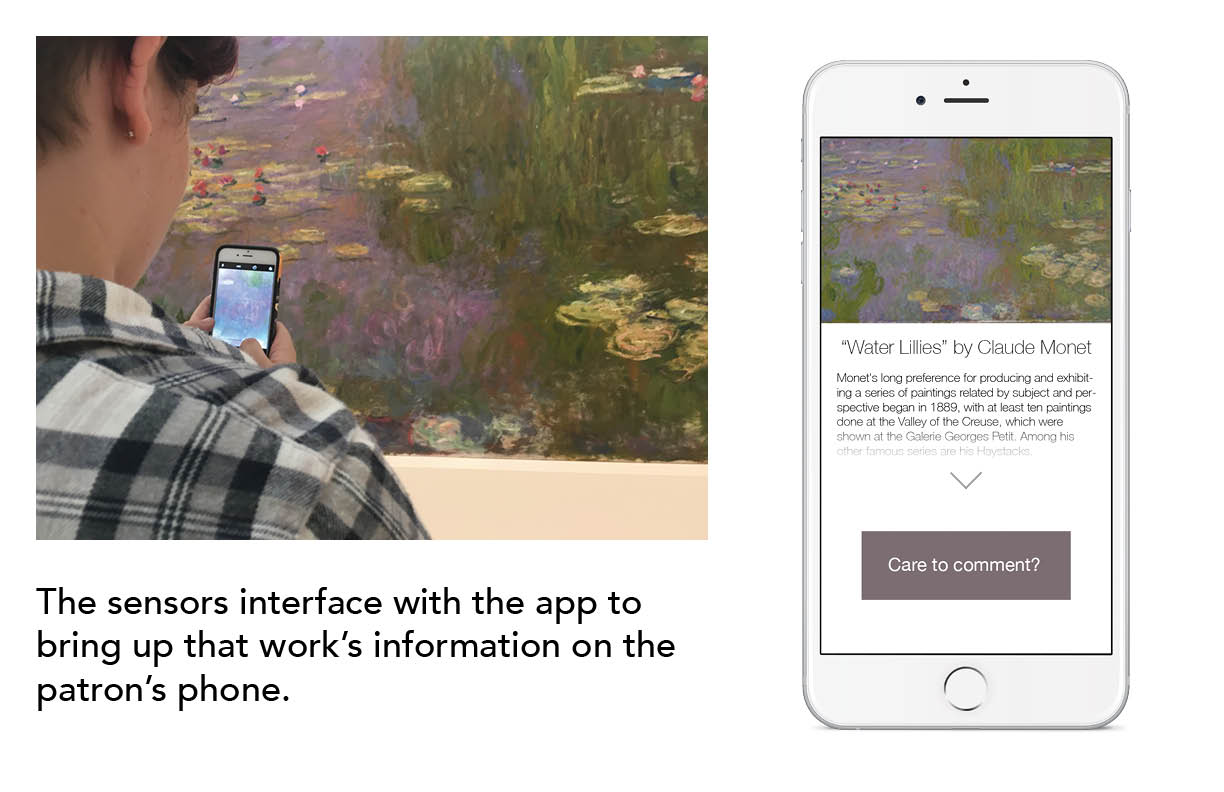 The sensors interface with the app to
bring up that work’s information on the
patron’s phone.
“Water Lillies” by Claude Monet
Monet's long preference for producing and exhibit-
ing a series of paintings related by subject and per-
spective began in 1889, with at least ten paintings
done at the Valley of the Creuse, which were
shown at the Galerie Georges Petit. Among his
other famous series are his Haystacks.
Care to comment?